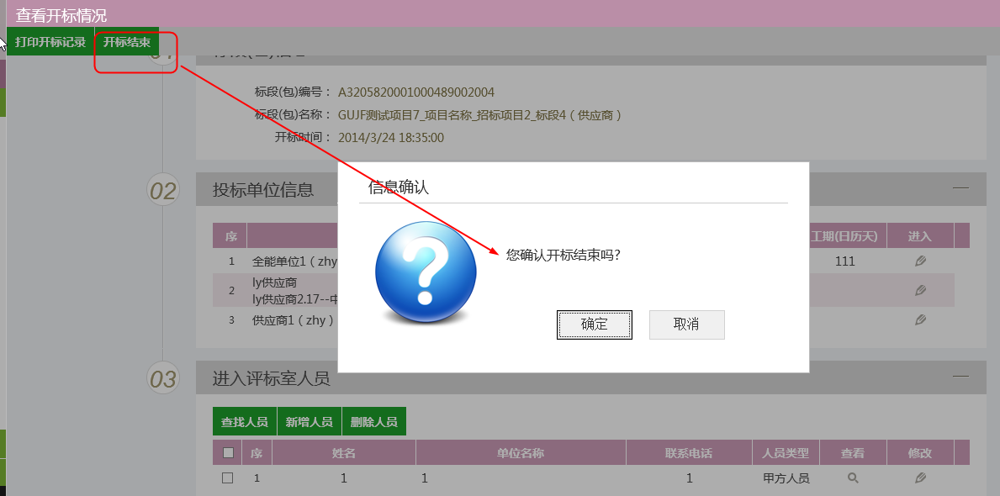 查看开标情况
打印开标记录 开标结束
标段(包)编号： A3205820001000489002004
标段(包)名称： GUJF测试项目7_项目名称_招标项目2_标段4（供应商）
开标时间： 2014/3/24 18:35:00
02 投标单位信息
序 工期(日历天) 进入
1 全能单位1（zhy 111
2 ly供应商
ly供应商2.17--中
3 供应商1（zhy）
信息确认
您确认开标结束吗?
确定 取消
03 进入评标室人员
查找人员 新增人员 删除人员
序 姓名 单位名称 联系电话 人员类型 查看 修改
1 1 1 1 甲方人员